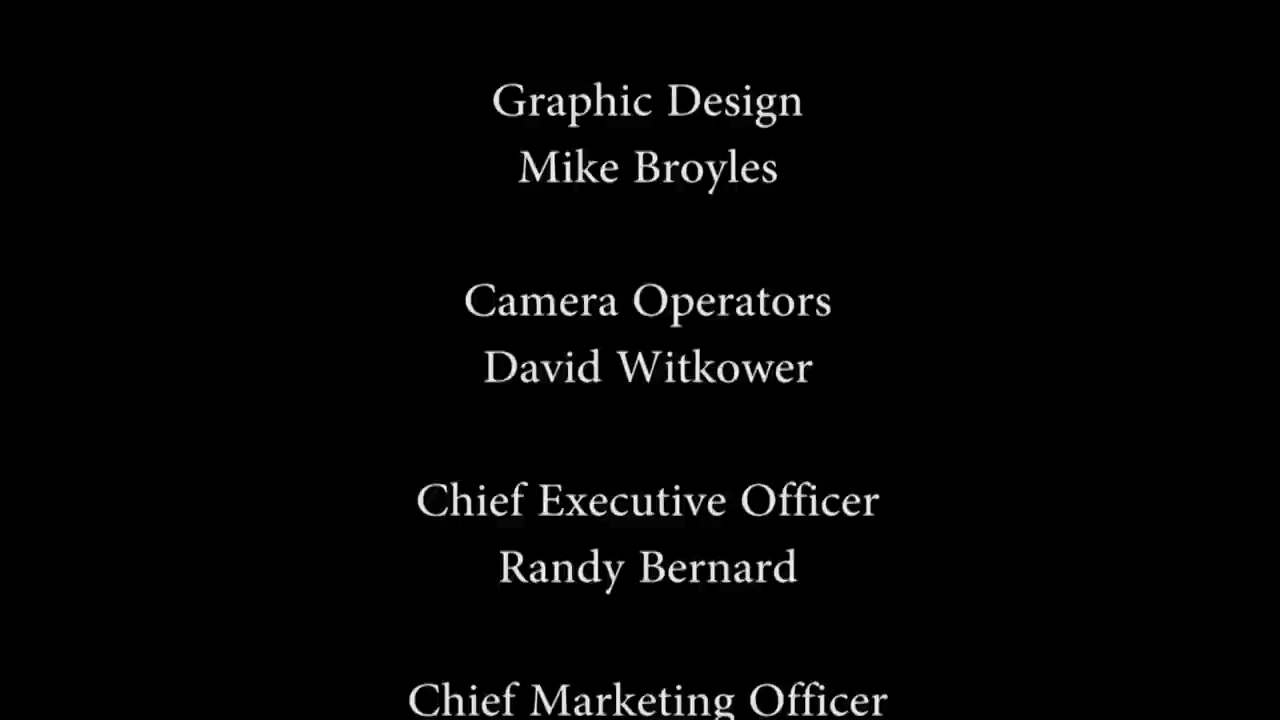 Graphic Design
Mike Broyles
Camera Operators
David Witkower
Chief Executive Officer
Randy Bernard
Chief Marketing Officer